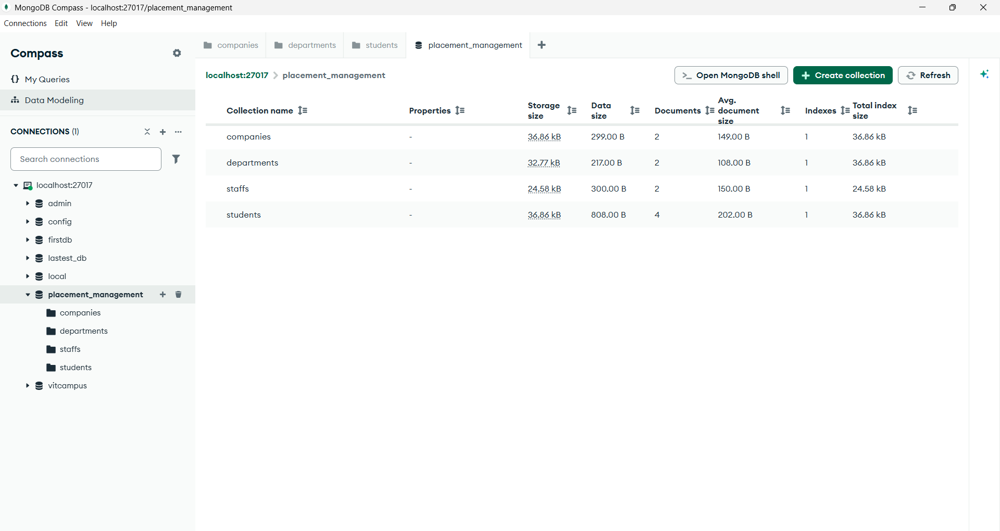 MongoDB Compass - localhost:27017/placement_management
Connections Edit View Help
Compass
My Queries
Data Modeling
CONNECTIONS (1)
Search connections
localhost:27017
admin
config
firstdb
lastest_db
local
placement_management
companies
departments
staffs
students
vitcampus
companies departments students placement_management
localhost:27017 placement_management
>_ Open MongoDB shell + Create collection Refresh
Collection name Properties Storage size Data size Documents Avg. document size Indexes Total index size
companies - 36.86 kB 299.00 B 2 149.00 B 1 36.86 kB
departments - 32.77 kB 217.00 B 2 108.00 B 1 36.86 kB
staffs - 24.58 kB 300.00 B 2 150.00 B 1 24.58 kB
students - 36.86 kB 808.00 B 4 202.00 B 1 36.86 kB